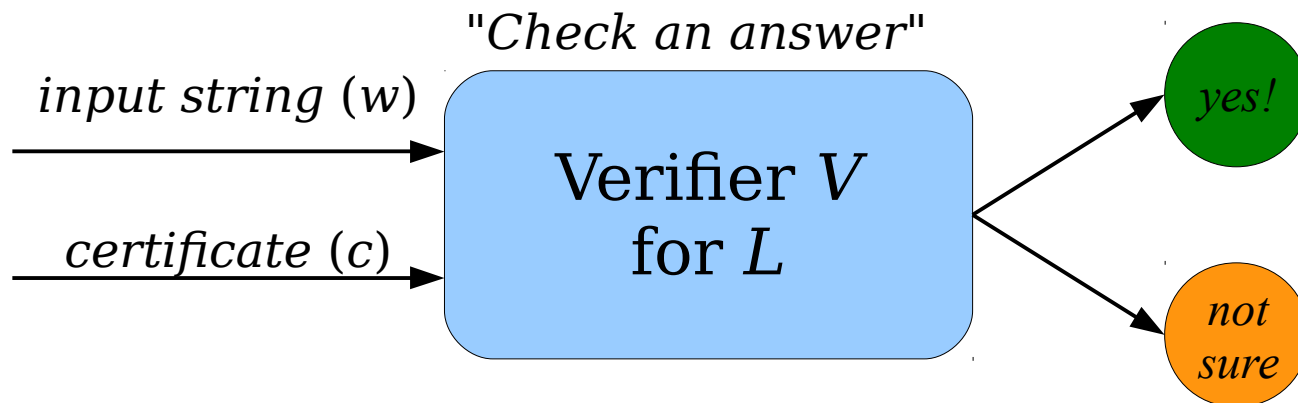 "Check an answer"
input string (w)
certificate (c)
Verifier V
for L
yes!
not
sure